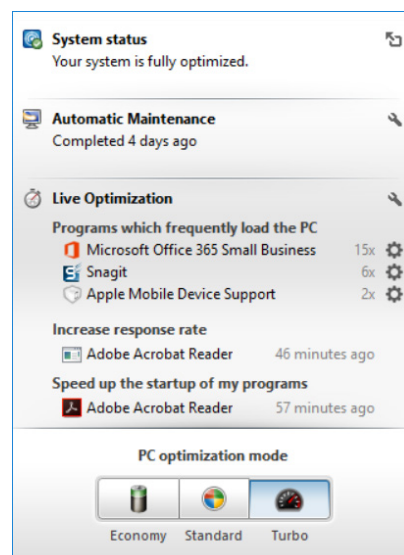 System status
Your system is fully optimized.
Automatic Maintenance
Completed 4 days ago
Live Optimization
Programs which frequently load the PC
Microsoft Office 365 Small Business 15x
Snagit 6x
Apple Mobile Device Support 2x
Increase response rate
Adobe Acrobat Reader 46 minutes ago
Speed up the startup of my programs
Adobe Acrobat Reader 57 minutes ago
PC optimization mode
Economy Standard Turbo